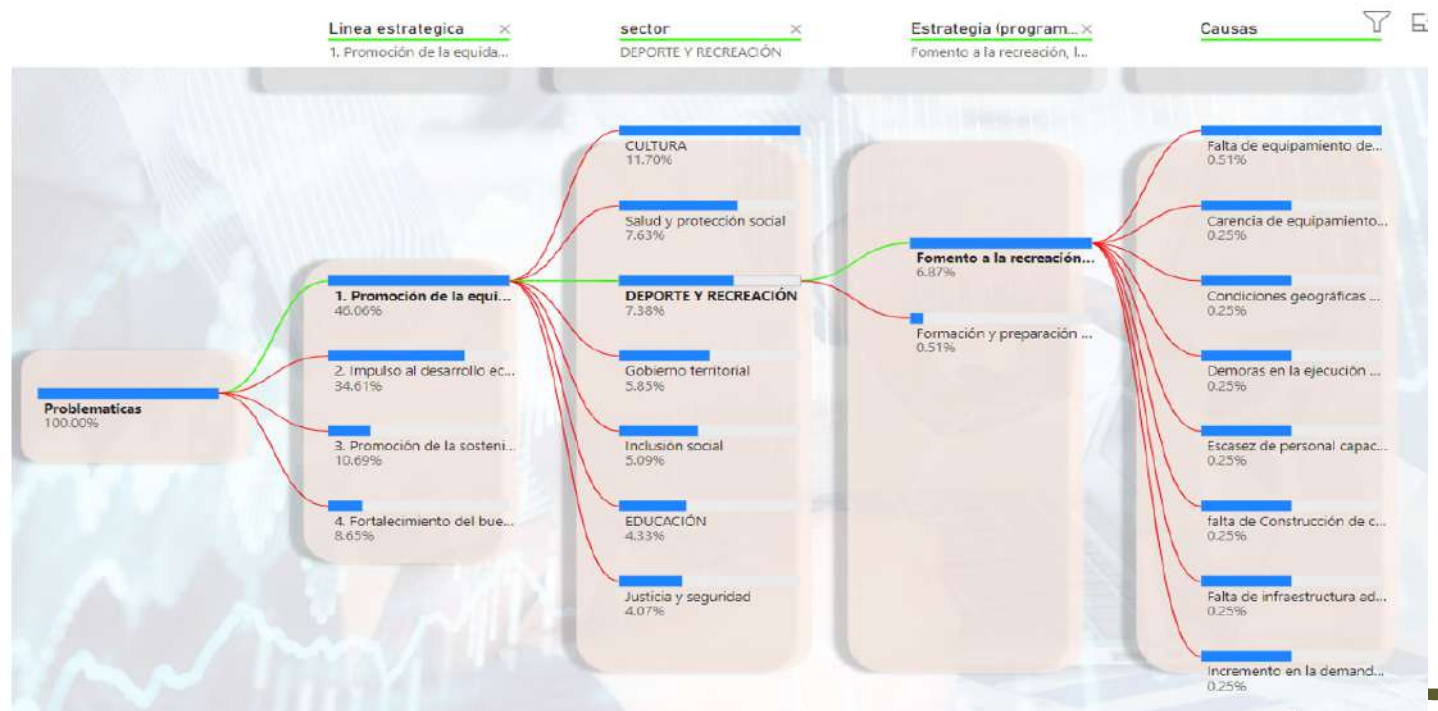 Linea estrategica
1. Promoción de la equida...
sector
DEPORTE Y RECREACIÓN
Estrategia (program...
Fomento a la recreación, l...
Causas
Problematicas
100.00%
1. Promoción de la equi...
46.06%
2. Impulso al desarrollo ec...
34.61%
3. Promoción de la sosteni...
10.69%
4. Fortalecimiento del bue...
8.65%
CULTURA
11.70%
Salud y protección social
7.63%
DEPORTE Y RECREACIÓN
7.38%
Gobierno territorial
5.85%
Inclusión social
5.09%
EDUCACIÓN
4.33%
Justicia y seguridad
4.07%
Fomento a la recreación...
6.87%
Formación y preparación ...
0.51%
Falta de equipamiento de...
0.51%
Carencia de equipamiento...
0.25%
Condiciones geográficas ...
0.25%
Demoras en la ejecución ...
0.25%
Escasez de personal capac...
0.25%
falta de Construcción de c...
0.25%
Falta de infraestructura ad...
0.25%
Incremento en la demand...
0.25%